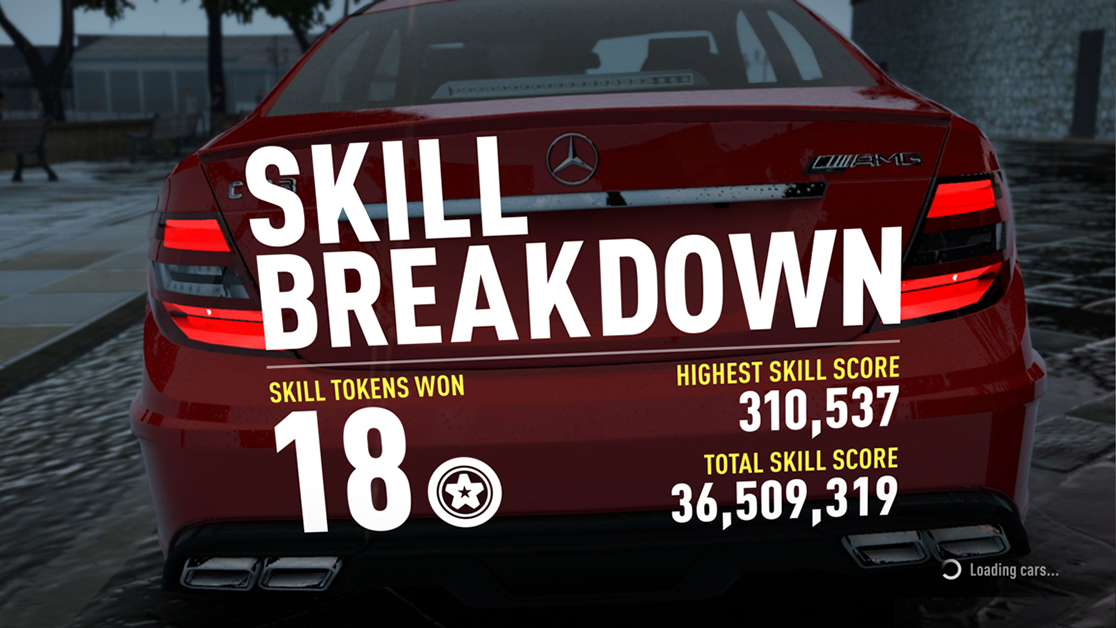 SKILL
BREAKDOWN
SKILL TOKENS WON
18
HIGHEST SKILL SCORE
310,537
TOTAL SKILL SCORE
36,509,319
AMG
Loading cars...